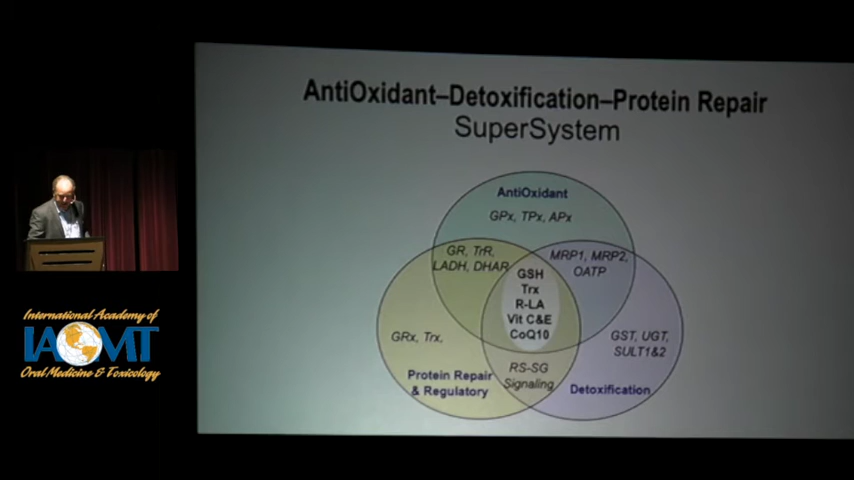 AntiOxidant–Detoxification–Protein Repair
SuperSystem
AntiOxidant
GPx, TPx, APx
GR, TrR,
LADH, DHAR
MRP1, MRP2,
OATP
GSH
Trx
R-LA
Vit C&E
CoQ10
GRx, Trx,
GST, UGT,
SULT1&2
Protein Repair
& Regulatory
RS-SG
Signaling
Detoxification
International Academy of
IAOMT
Oral Medicine & Toxicology